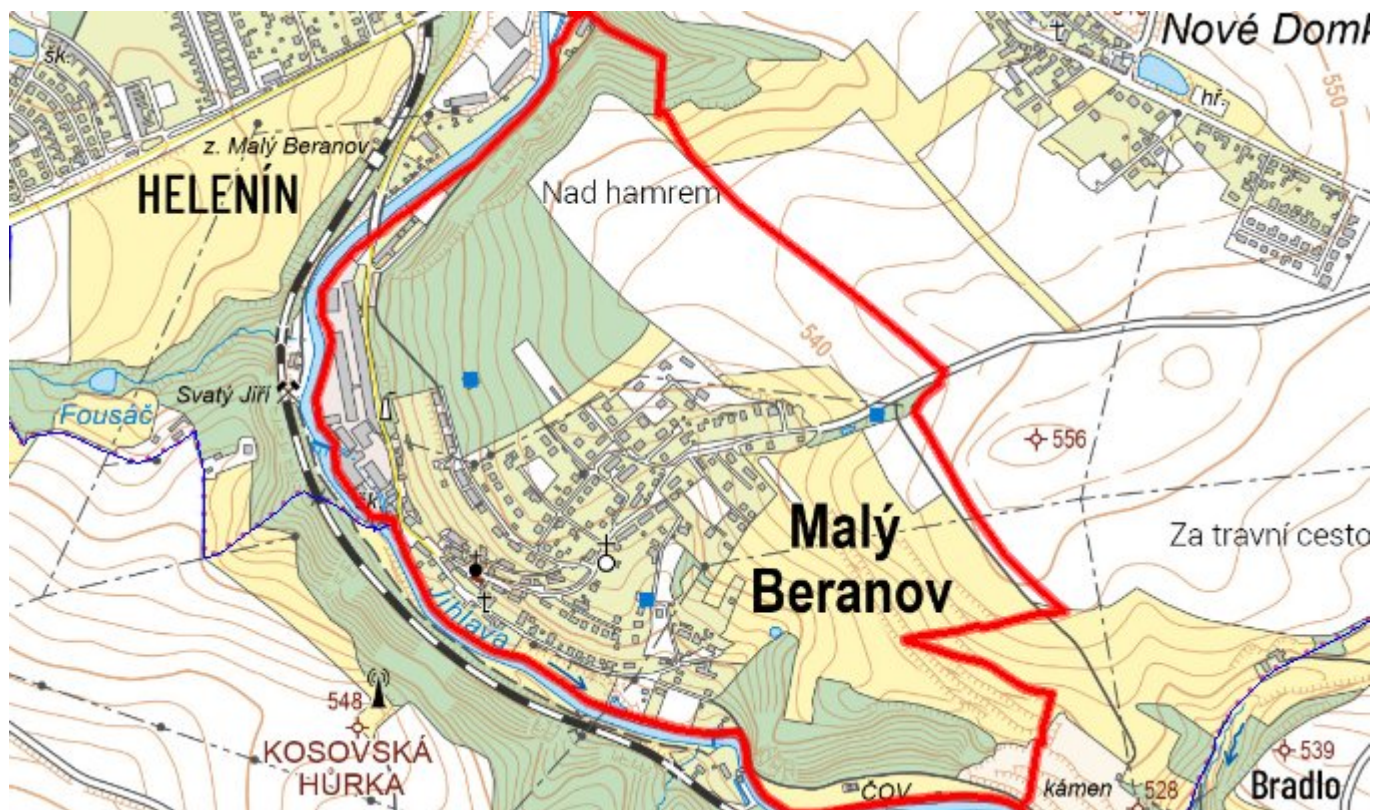 Nové Domk
šk.
550
hř.
z. Malý Beranov
HELENÍN
Nad hamrem
540
Svatý Jiří
Fousáč
556
šk.
Malý
Beranov
Za travní cesto
Jihlava
548
KOSOVSKÁ
HŮRKA
539
Bradlo
ČOV
kámen
528